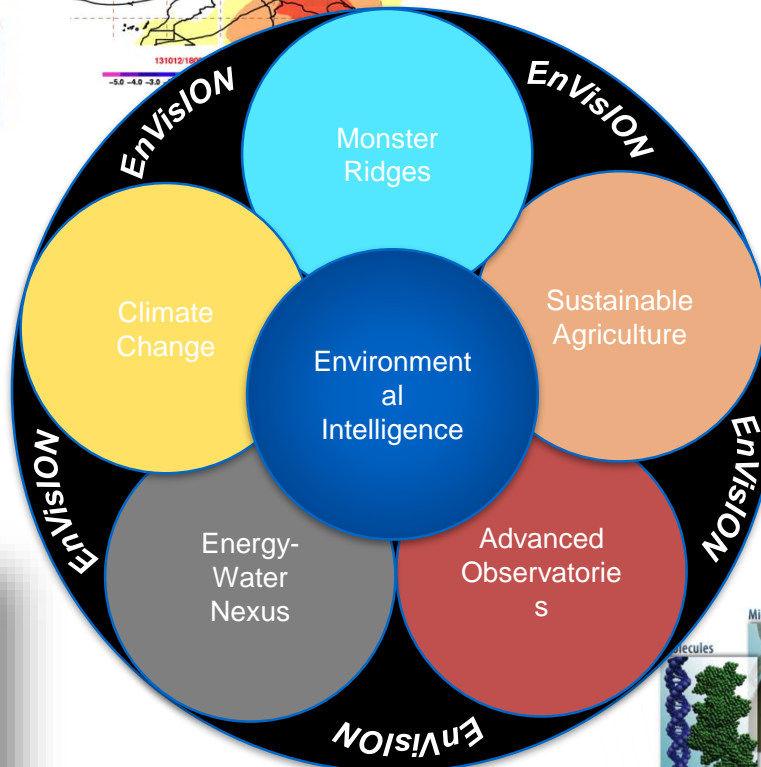 131012/180
-5.0 -4.0 -3.0
EnVisION
EnVisION
Monster
Ridges
Climate
Change
Sustainable
Agriculture
Environment
al
Intelligence
EnVisION
EnVisION
Energy-
Water
Nexus
Advanced
Observatorie
s
EnVisION
Mi
lecules